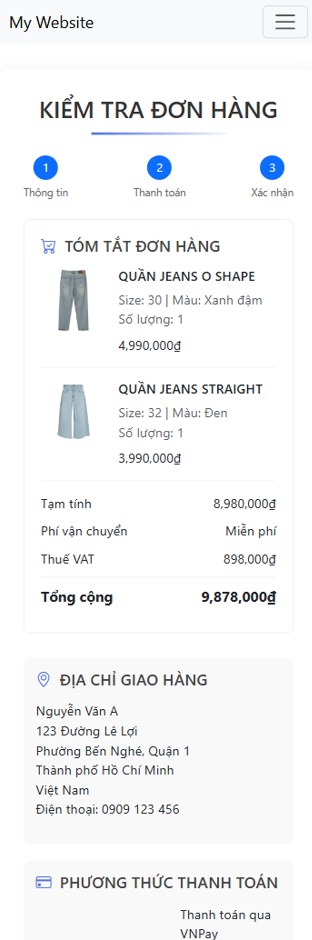 My Website
KIỂM TRA ĐƠN HÀNG
1
2
3
Thông tin
Thanh toán
Xác nhận
TÓM TẮT ĐƠN HÀNG
QUẦN JEANS O SHAPE
Size: 30 | Màu: Xanh đậm
Số lượng: 1
4,990,000₫
QUẦN JEANS STRAIGHT
Size: 32 | Màu: Đen
Số lượng: 1
3,990,000₫
Tạm tính 8,980,000₫
Phí vận chuyển Miễn phí
Thuế VAT 898,000₫
Tổng cộng 9,878,000₫
ĐỊA CHỈ GIAO HÀNG
Nguyễn Văn A
123 Đường Lê Lợi
Phường Bến Nghé, Quận 1
Thành phố Hồ Chí Minh
Việt Nam
Điện thoại: 0909 123 456
PHƯƠNG THỨC THANH TOÁN
Thanh toán qua
VNPay